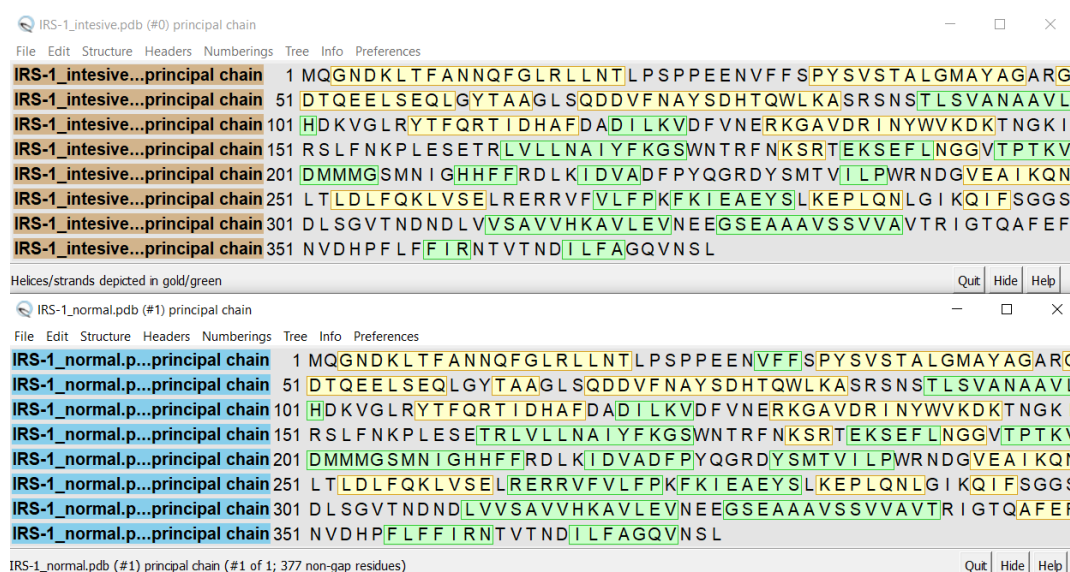 IRS-1_intesive.pdb (#0) principal chain
File Edit Structure Headers Numberings Tree Info Preferences
IRS-1_intesive...principal chain 1 MQGNDKLTFANNQFGLRLLNTLPSPPEENVFFSPYSVSTALGMAYAGARG
IRS-1_intesive...principal chain 51 DTQEELSEQLGYTAAGLSQDDVFNAYSDHTQWLKASRSNSTLSVANAAVL
IRS-1_intesive...principal chain 101 HDKVGLRYTFQRTIDHAFDADILKVDFVNERKGAVDRINYWVKDKTNGKI
IRS-1_intesive...principal chain 151 RSLFNKPLESETRLVLLNAIYFKGSWNTRFNKSRTEKSEFLNGGVTPTKV
IRS-1_intesive...principal chain 201 DMMMGSMNIGHHFFRDLKIDVADFPYQGRDYSMTVILPWRNDGVEAIKQN
IRS-1_intesive...principal chain 251 LTLDLFQKLVSELRERRVFVLFPKFKIEAEYSLKEPLQNLGIKQIFSGGS
IRS-1_intesive...principal chain 301 DLSGVTNDNDLVVSAVVHKAVLEVNEEGSEAAAVSSVVAVTRIGTQAFEF
IRS-1_intesive...principal chain 351 NVDHPFLFFIRNTVTNDILFAGQVNSL
Helices/strands depicted in gold/green Quit Hide Help
IRS-1_normal.pdb (#1) principal chain
File Edit Structure Headers Numberings Tree Info Preferences
IRS-1_normal.p...principal chain 1 MQGNDKLTFANNQFGLRLLNTLPSPPEENVFFSPYSVSTALGMAYAGARG
IRS-1_normal.p...principal chain 51 DTQEELSEQLGYTAAGLSQDDVFNAYSDHTQWLKASRSNSTLSVANAAVL
IRS-1_normal.p...principal chain 101 HDKVGLRYTFQRTIDHAFDADILKVDFVNERKGAVDRINYWVKDKTNGK
IRS-1_normal.p...principal chain 151 RSLFNKPLESETRLVLLNAIYFKGSWNTRFNKSRTEKSEFLNGGVTPTKV
IRS-1_normal.p...principal chain 201 DMMMGSMNIGHHFFRDLKIDVADFPYQGRDYSMTVILPWRNDGVEAIKQN
IRS-1_normal.p...principal chain 251 LTLDLFQKLVSELRERRVFVLFPKFKIEAEYSLKEPLQNLGIKQIFSGGS
IRS-1_normal.p...principal chain 301 DLSGVTNDNDLVVSAVVHKAVLEVNEEGSEAAAVSSVVAVTRIGTQAFEF
IRS-1_normal.p...principal chain 351 NVDHPFLFFIRNTVTNDILFAGQVNSL
IRS-1_normal.pdb (#1) principal chain (#1 of 1; 377 non-gap residues) Quit Hide Help